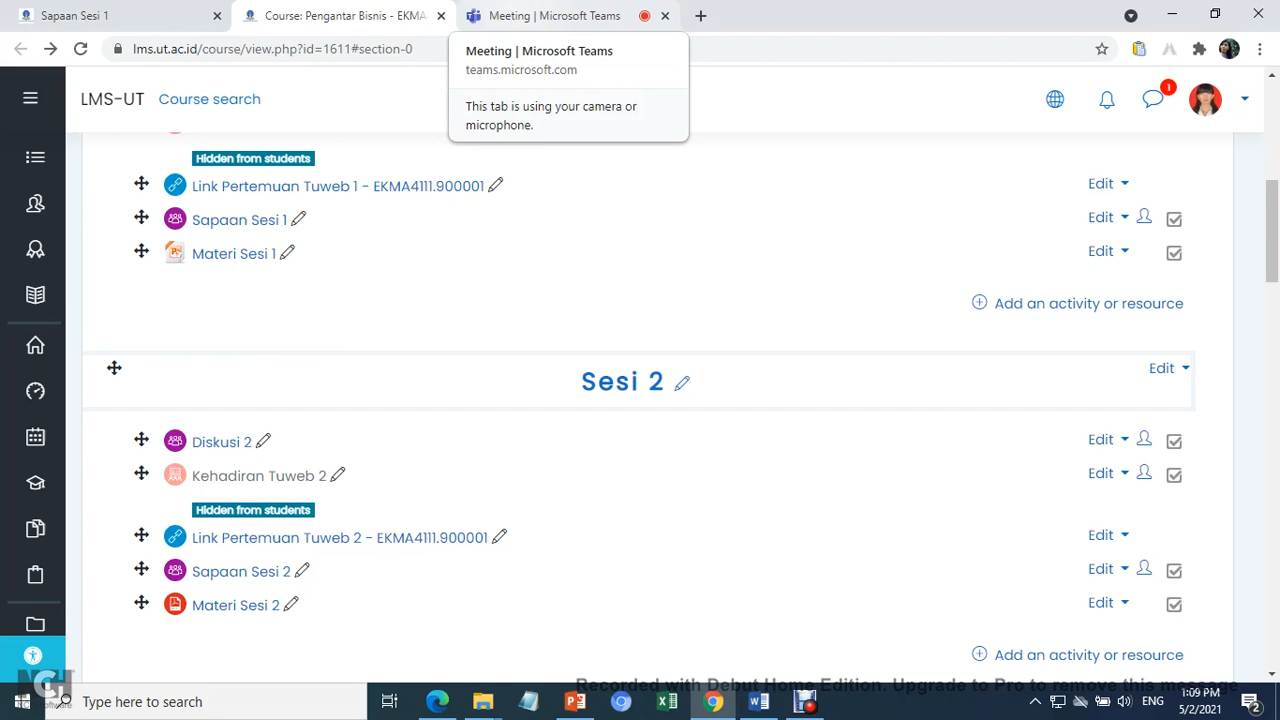 Sapaan Sesi 1
Course: Pengantar Bisnis - EKMA
Meeting | Microsoft Teams
lms.ut.ac.id/course/view.php?id=1611#section-0
Meeting | Microsoft Teams
teams.microsoft.com
This tab is using your camera or
microphone.
LMS-UT
Course search
1
Hidden from students
Link Pertemuan Tuweb 1 - EKMA4111.900001
Edit
Sapaan Sesi 1
Edit
Materi Sesi 1
Edit
Add an activity or resource
Sesi 2
Edit
Diskusi 2
Edit
Kehadiran Tuweb 2
Edit
Hidden from students
Link Pertemuan Tuweb 2 - EKMA4111.900001
Edit
Sapaan Sesi 2
Edit
Materi Sesi 2
Edit
Add an activity or resource
NCH
Software
Recorded with Debut Home Edition. Upgrade to Pro to remove this message
Type here to search
ENG
1:09 PM
5/2/2021
2